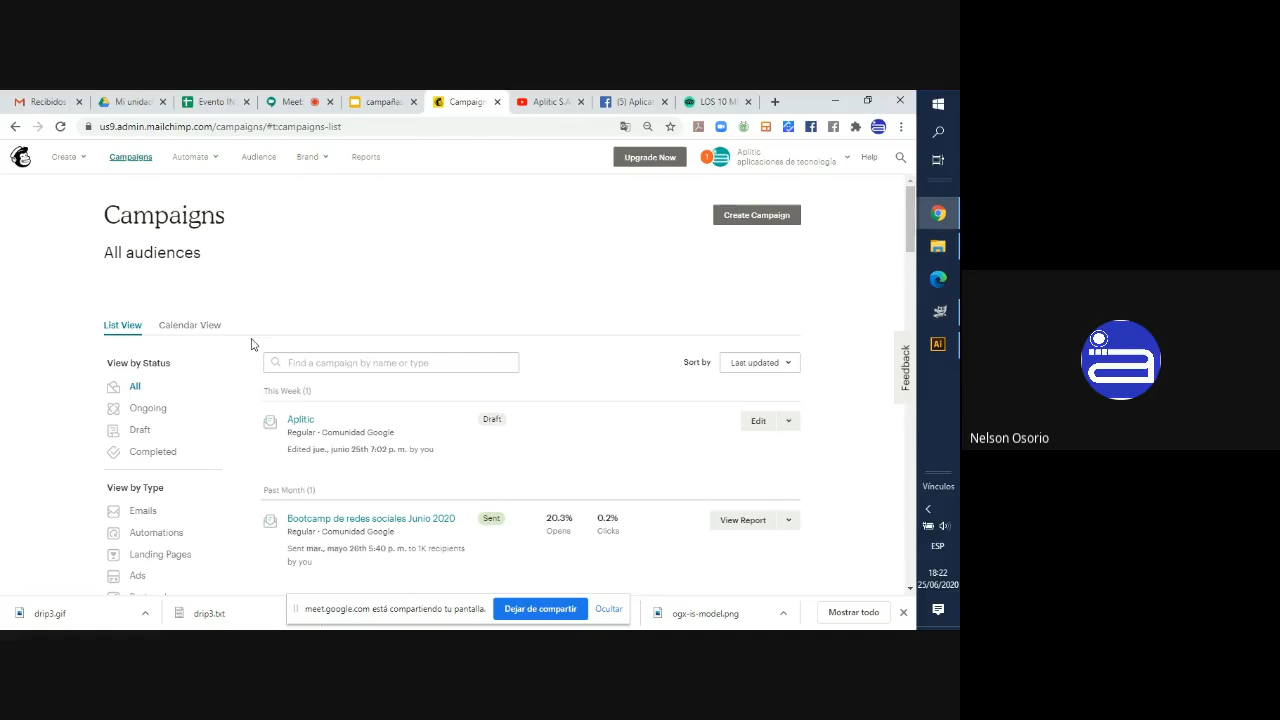 Recibidos
Mi unidad
Evento IN
Meet:
campañas
Campaign
Aplitic S.A
(5) Aplicat
LOS 10 M
us9.admin.mailchimp.com/campaigns/#t:campaigns-list
Create
Campaigns
Automate
Audience
Brand
Reports
Upgrade Now
1
Aplitic
aplicaciones de tecnología
Help
Campaigns
Create Campaign
All audiences
List View
Calendar View
View by Status
Find a campaign by name or type
Sort by
Last updated
All
This Week (1)
Ongoing
Draft
Completed
Aplitic
Draft
Edit
Regular · Comunidad Google
Edited jue., junio 25th 7:02 p. m. by you
Past Month (1)
View by Type
Emails
Automations
Landing Pages
Ads
Bootcamp de redes sociales Junio 2020
Sent
20.3%
0.2%
View Report
Regular · Comunidad Google
Opens
Clicks
Sent mar., mayo 26th 5:40 p. m. to 1K recipients
by you
Feedback
drip3.gif
drip3.txt
meet.google.com está compartiendo tu pantalla.
Dejar de compartir
Ocultar
ogx-is-model.png
Mostrar todo
Ai
Vínculos
ESP
18:22
25/06/2020
Nelson Osorio